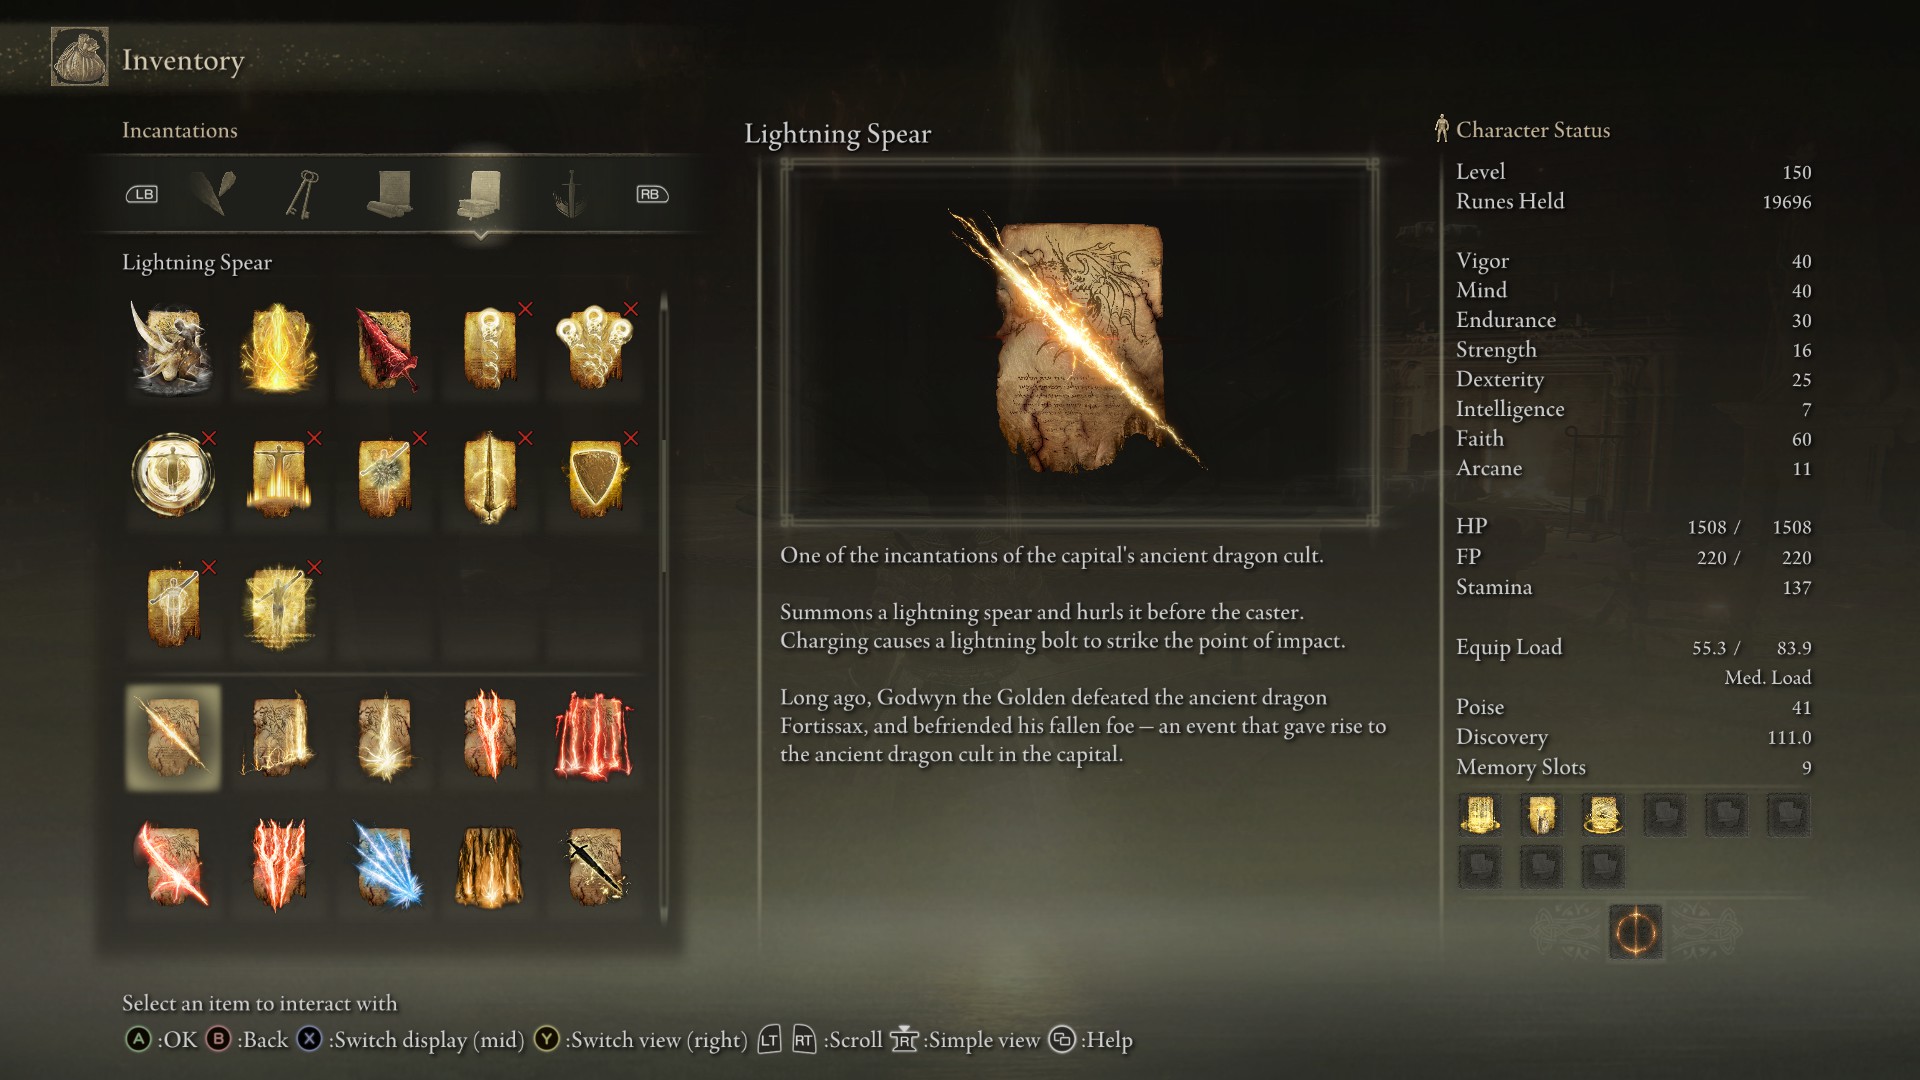 Inventory
Incantations
LB
RB
Lightning Spear
Lightning Spear
One of the incantations of the capital's ancient dragon cult.
Summons a lightning spear and hurls it before the caster.
Charging causes a lightning bolt to strike the point of impact.
Long ago, Godwyn the Golden defeated the ancient dragon
Fortissax, and befriended his fallen foe — an event that gave rise to
the ancient dragon cult in the capital.
Character Status
Level 150
Runes Held 19696
Vigor 40
Mind 40
Endurance 30
Strength 16
Dexterity 25
Intelligence 7
Faith 60
Arcane 11
HP 1508 / 1508
FP 220 / 220
Stamina 137
Equip Load 55.3 / 83.9
Med. Load
Poise 41
Discovery 111.0
Memory Slots 9
Select an item to interact with
A :OK B :Back X :Switch display (mid) Y :Switch view (right) LT RT :Scroll R :Simple view :Help